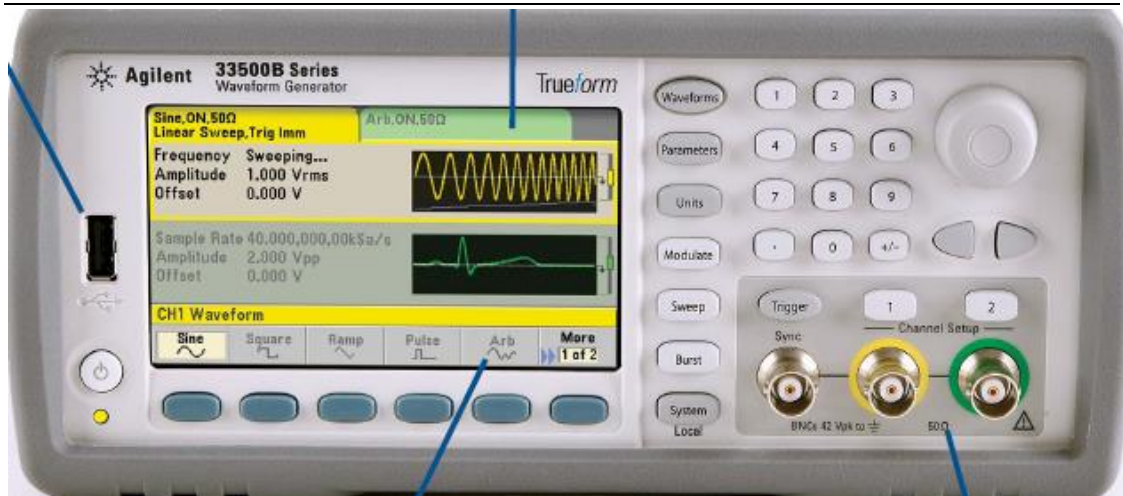 Agilent
33500B Series
Waveform Generator
Trueform
Sine,ON,50Ω
Linear Sweep,Trig Imm
Arb,ON,50Ω
Frequency Sweeping...
Amplitude 1.000 Vrms
Offset 0.000 V
Sample Rate 40.000,000,00kSa/s
Amplitude 2.000 Vpp
Offset 0.000 V
CH1 Waveform
Sine
Square
Ramp
Pulse
Arb
More
1 of 2
Waveforms
Parameters
Units
Modulate
Sweep
Burst
System
Local
1 2 3
4 5 6
7 8 9
. 0 +/-
Trigger
1
2
Channel Setup
Sync
BNCs 42 Vpk to
50Ω